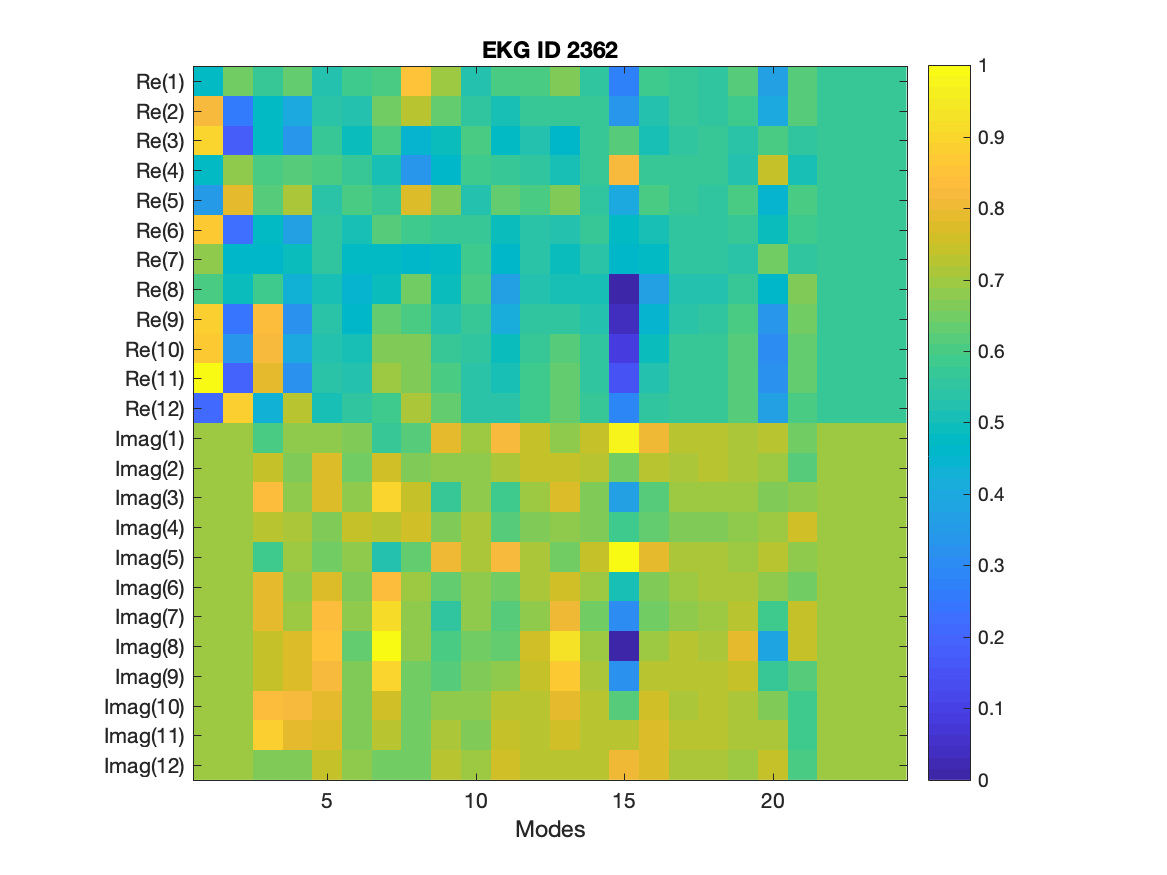 EKG ID 2362
Re(1)
Re(2)
Re(3)
Re(4)
Re(5)
Re(6)
Re(7)
Re(8)
Re(9)
Re(10)
Re(11)
Re(12)
Imag(1)
Imag(2)
Imag(3)
Imag(4)
Imag(5)
Imag(6)
Imag(7)
Imag(8)
Imag(9)
Imag(10)
Imag(11)
Imag(12)
5 10 15 20
Modes
1
0.9
0.8
0.7
0.6
0.5
0.4
0.3
0.2
0.1
0